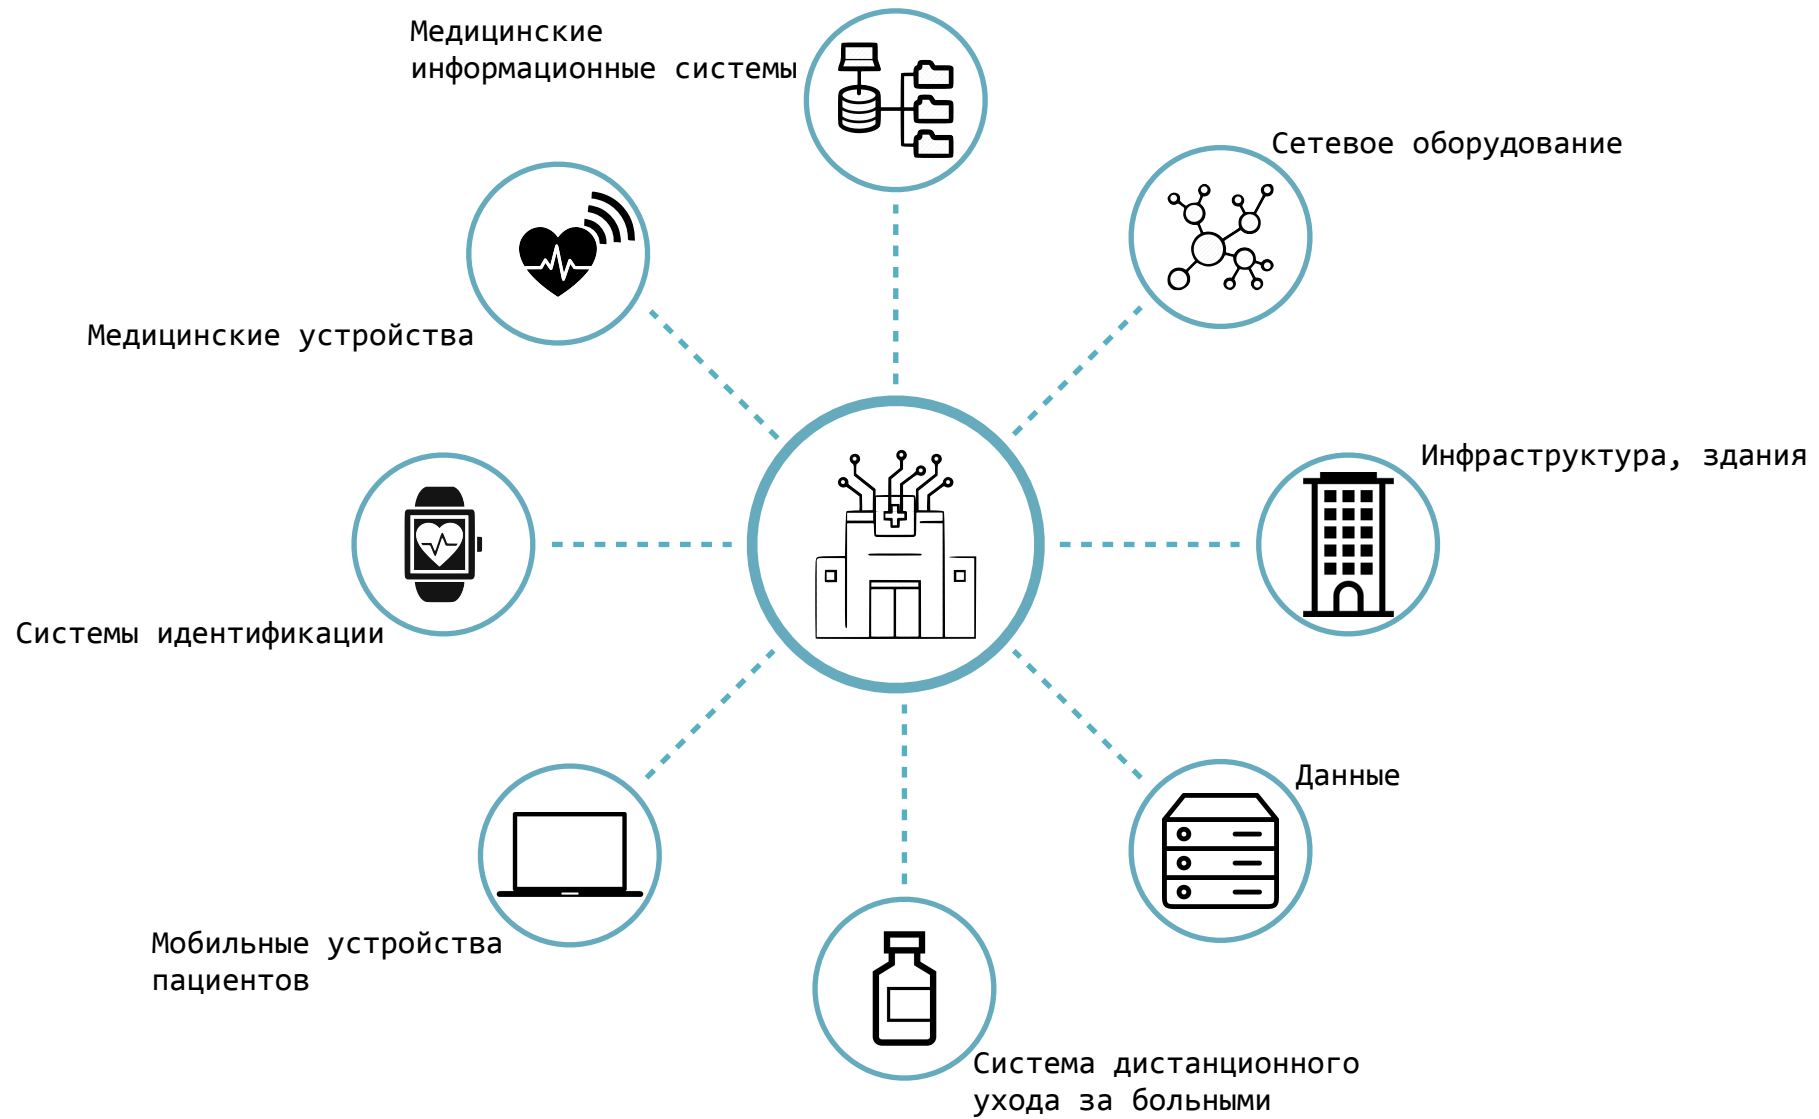 Медицинские
информационные системы
Сетевое оборудование
Медицинские устройства
Инфраструктура, здания
Системы идентификации
Данные
Мобильные устройства
пациентов
Система дистанционного
ухода за больными